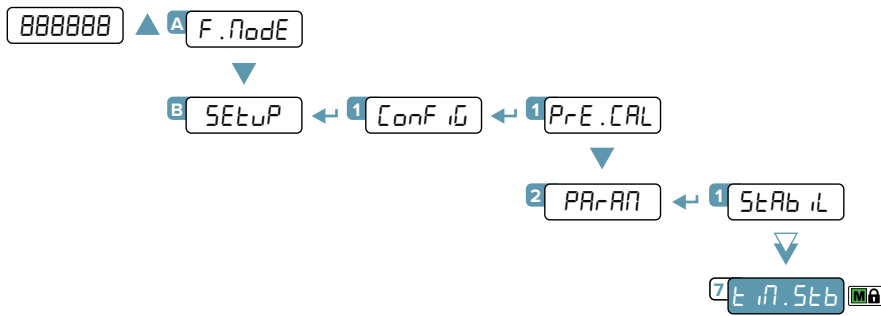 888888 A F.ModE
B SEtuP 1 ConFiG 1 PrE.CAL
2 PArAM 1 StAbiL
7 tiM.Stb M